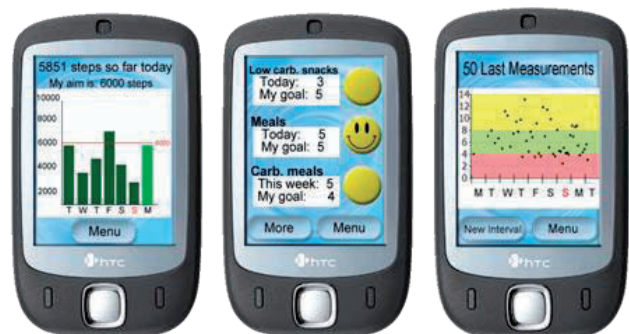 5851 steps so far today
My aim is: 6000 steps
10000
8000
6000
6000
4000
2000
T W T F S S M
Menu
htc
Low carb. snacks
Today: 3
My goal: 5
Meals
Today: 5
My goal: 5
Carb. meals
This week: 5
My goal: 4
More
Menu
htc
50 Last Measurements
14
12
10
8
6
4
2
0
M T W T F S S M T
New Interval
Menu
htc